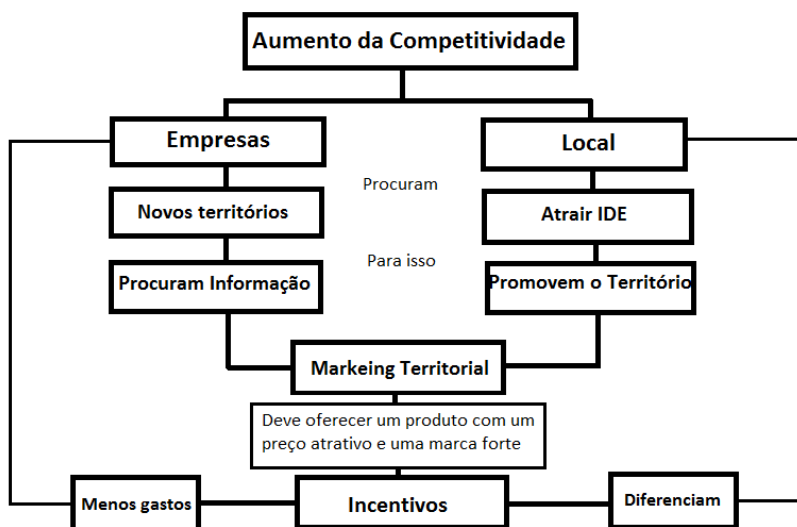 Aumento da Competitividade
Empresas
Local
Procuram
Novos territórios
Atrair IDE
Para isso
Procuram Informação
Promovem o Território
Markeing Territorial
Deve oferecer um produto com um
preço atrativo e uma marca forte
Menos gastos
Incentivos
Diferenciam